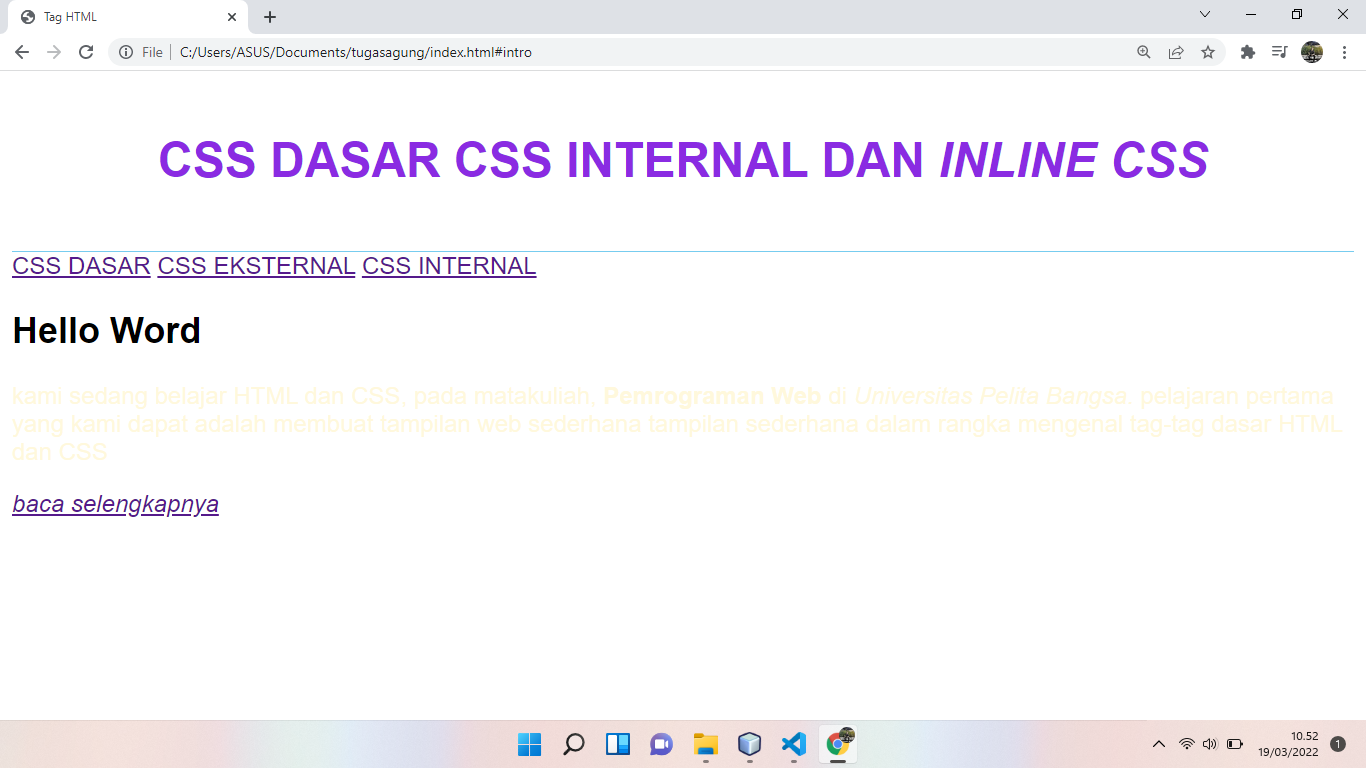 Tag HTML
File
C:/Users/ASUS/Documents/tugasagung/index.html#intro
CSS DASAR CSS INTERNAL DAN INLINE CSS
CSS DASAR CSS EKSTERNAL CSS INTERNAL
Hello Word
kami sedang belajar HTML dan CSS, pada matakuliah, Pemrograman Web di Universitas Pelita Bangsa. pelajaran pertama
yang kami dapat adalah membuat tampilan web sederhana tampilan sederhana dalam rangka mengenal tag-tag dasar HTML
dan CSS
baca selengkapnya
10.52
19/03/2022
1